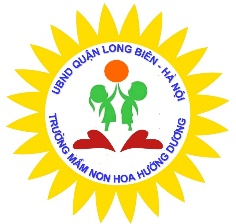 UBND QUẬN LONG BIÊN - HÀ NỘI
TRƯỜNG MẦM NON HOA HƯỚNG DƯƠNG